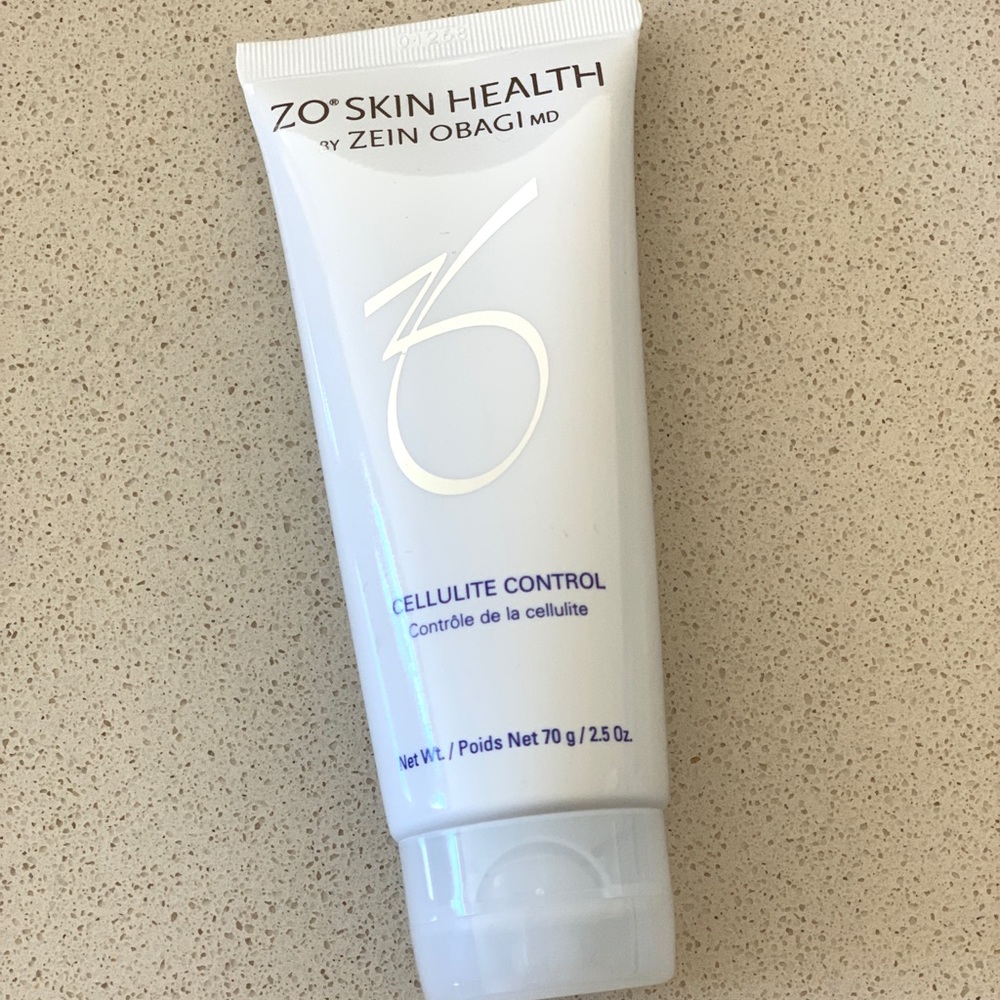 ZO® SKIN HEALTH
BY ZEIN OBAGI MD
CELLULITE CONTROL
Contrôle de la cellulite
Net Wt. / Poids Net 70 g / 2.5 Oz.